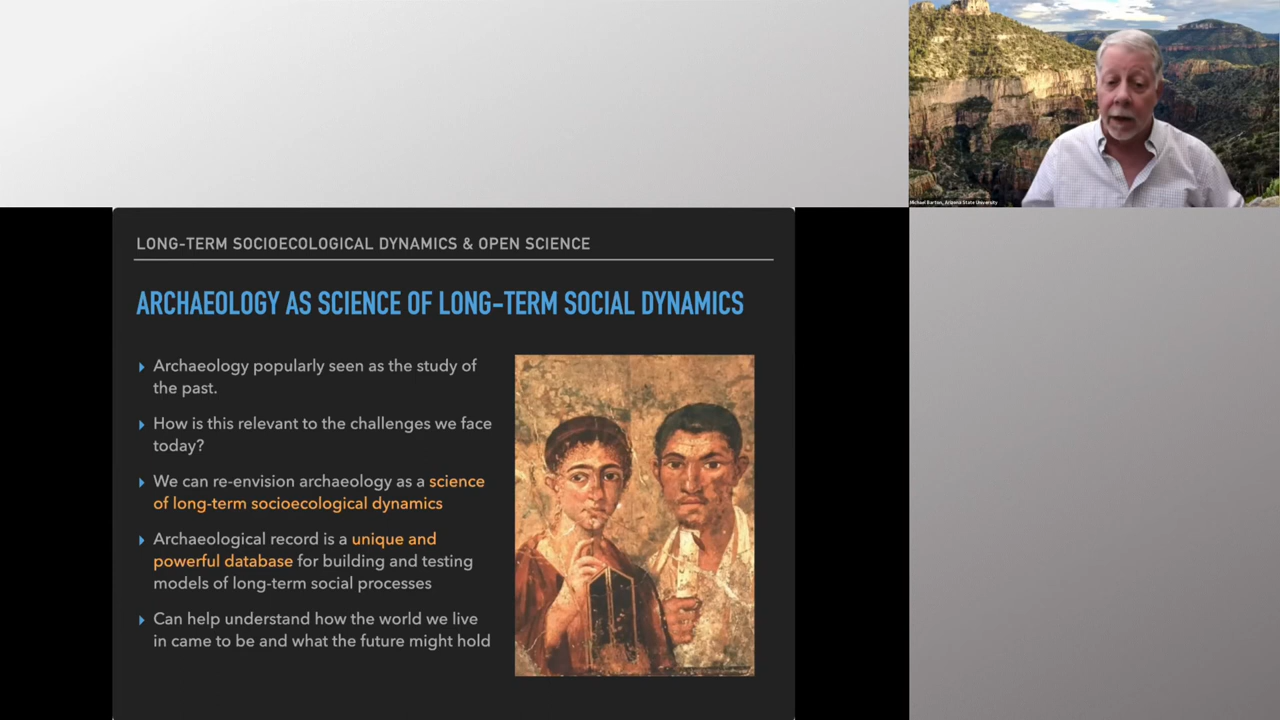 Michael Barton, Arizona State University
LONG-TERM SOCIOECOLOGICAL DYNAMICS & OPEN SCIENCE
ARCHAEOLOGY AS SCIENCE OF LONG-TERM SOCIAL DYNAMICS
Archaeology popularly seen as the study of
the past.
How is this relevant to the challenges we face
today?
We can re-envision archaeology as a science
of long-term socioecological dynamics
Archaeological record is a unique and
powerful database for building and testing
models of long-term social processes
Can help understand how the world we live
in came to be and what the future might hold